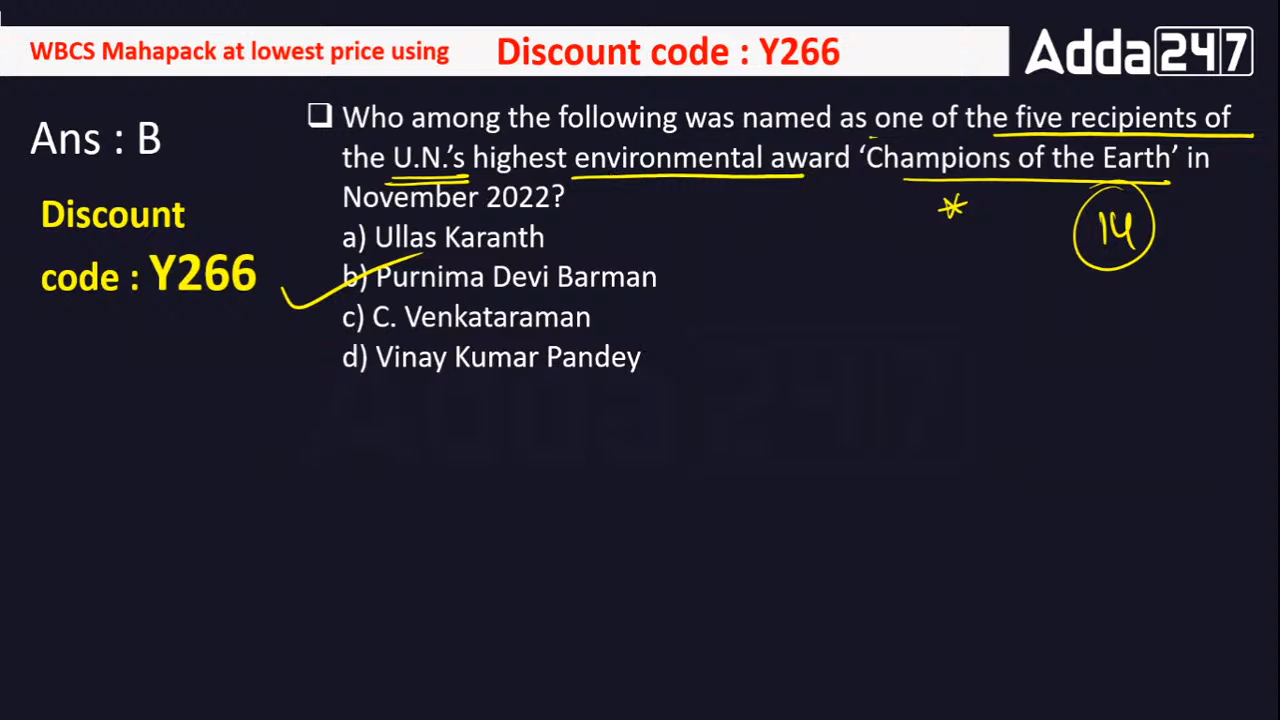 WBCS Mahapack at lowest price using Discount code : Y266
Adda247
Ans : B
Discount
code : Y266
❑ Who among the following was named as one of the five recipients of
the U.N.'s highest environmental award ‘Champions of the Earth’ in
November 2022?
14
a) Ullas Karanth
b) Purnima Devi Barman
c) C. Venkataraman
d) Vinay Kumar Pandey
Adda247